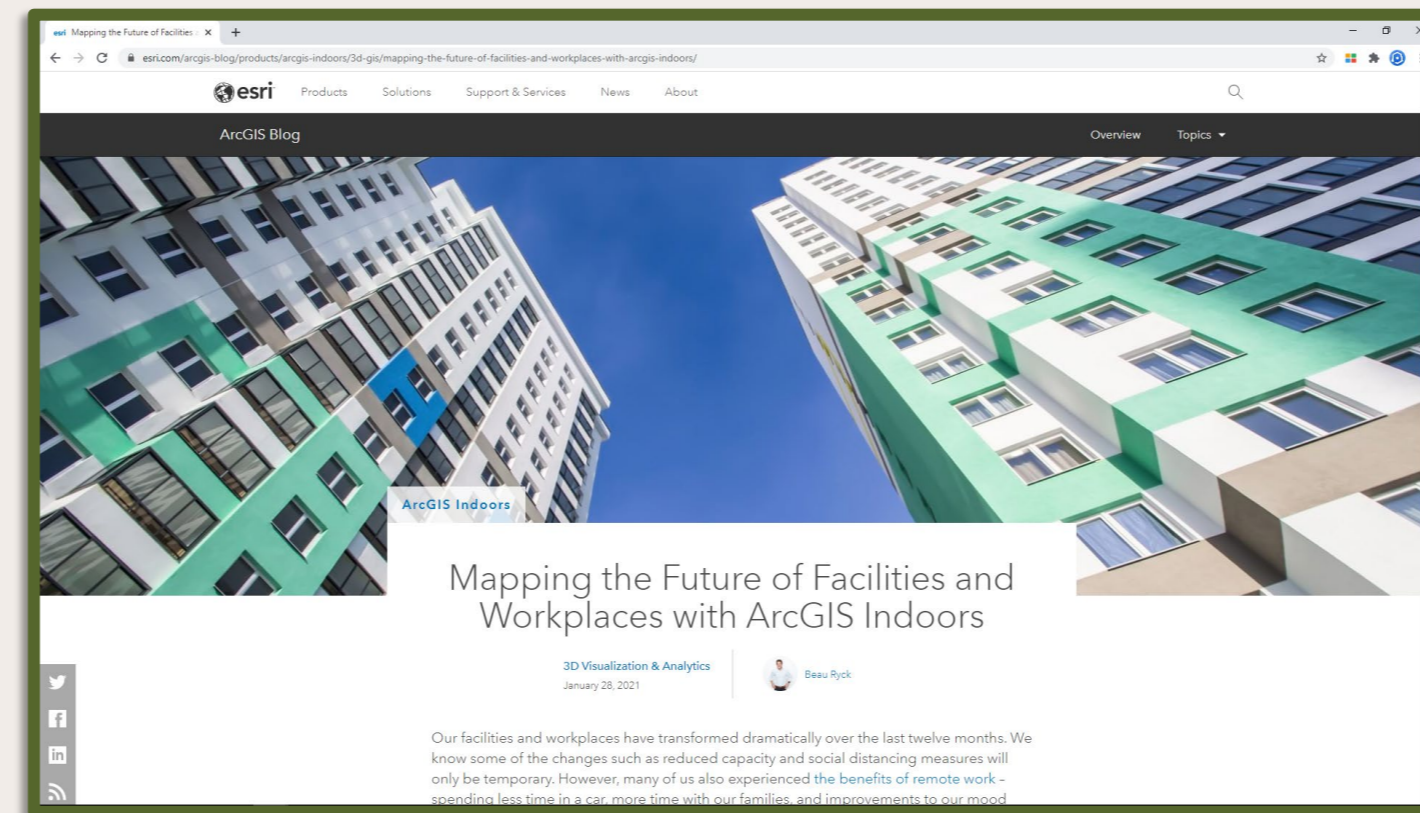 esri Mapping the Future of Facilities
esri.com/arcgis-blog/products/arcgis-indoors/3d-gis/mapping-the-future-of-facilities-and-workplaces-with-arcgis-indoors/
esri Products Solutions Support & Services News About
ArcGIS Blog Overview Topics
ArcGIS Indoors
Mapping the Future of Facilities and
Workplaces with ArcGIS Indoors
3D Visualization & Analytics
January 28, 2021
Beau Ryck
Our facilities and workplaces have transformed dramatically over the last twelve months. We
know some of the changes such as reduced capacity and social distancing measures will
only be temporary. However, many of us also experienced the benefits of remote work –
spending less time in a car, more time with our families, and improvements to our mood